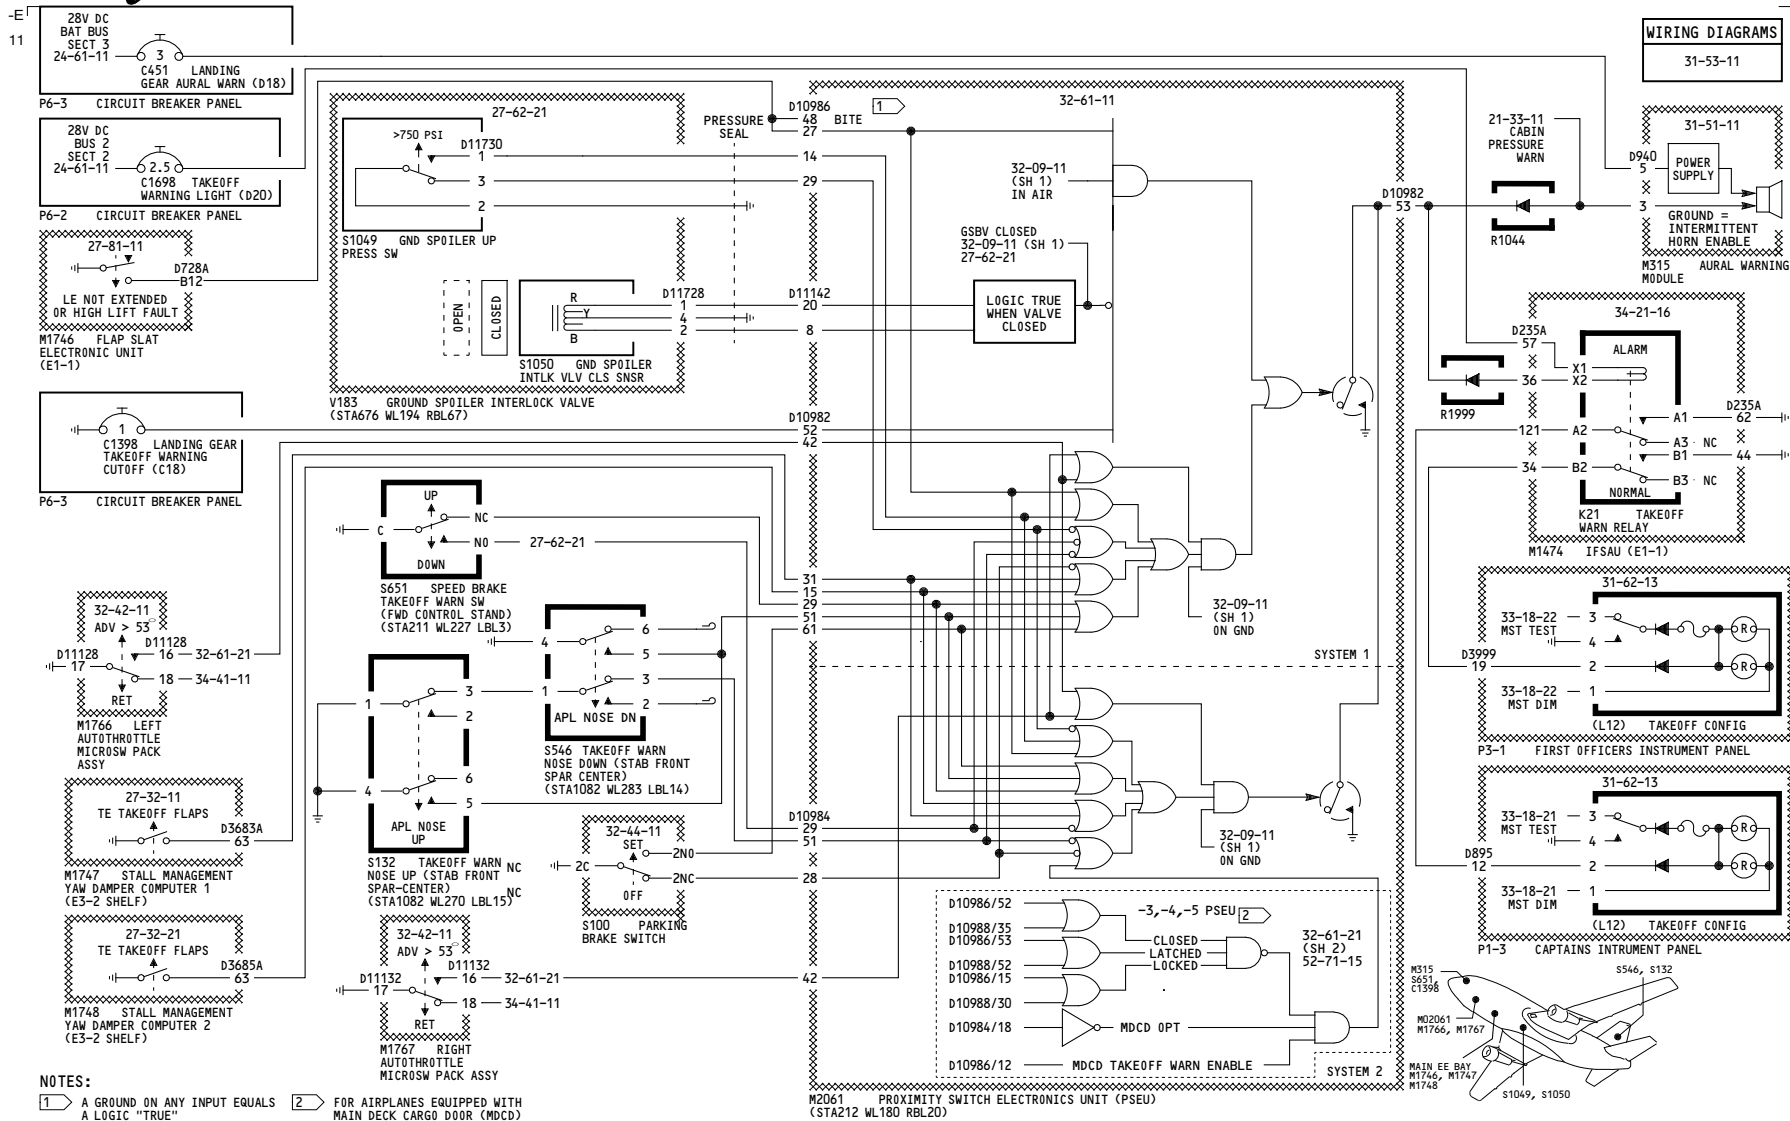 -E
11
28V DC
BAT BUS
SECT 3
24-61-11
3
C451 LANDING
GEAR AURAL WARN (D18)
P6-3 CIRCUIT BREAKER PANEL
28V DC
BUS 2
SECT 2
24-61-11
2.5
C1698 TAKEOFF
WARNING LIGHT (D20)
P6-2 CIRCUIT BREAKER PANEL
27-81-11
D728A
B12
LE NOT EXTENDED
OR HIGH LIFT FAULT
M1746 FLAP SLAT
ELECTRONIC UNIT
(E1-1)
1
C1398 LANDING GEAR
TAKEOFF WARNING
CUTOFF (C18)
P6-3 CIRCUIT BREAKER PANEL
27-62-21
>750 PSI
D11730
1
3
2
S1049 GND SPOILER UP
PRESS SW
OPEN
CLOSED
R
Y
B
D11728
1
4
2
S1050 GND SPOILER
INTLK VLV CLS SNSR
V183 GROUND SPOILER INTERLOCK VALVE
(STA676 WL194 RBL67)
PRESSURE
SEAL
D10986
48 BITE
27
1
14
29
D11142
20
8
D10982
52
42
32-61-11
32-09-11
(SH 1)
IN AIR
GSBV CLOSED
32-09-11 (SH 1)
27-62-21
LOGIC TRUE
WHEN VALVE
CLOSED
D10982
53
21-33-11
CABIN
PRESSURE
WARN
R1044
WIRING DIAGRAMS
31-53-11
31-51-11
D940
5
POWER
SUPPLY
3
GROUND =
INTERMITTENT
HORN ENABLE
M315 AURAL WARNING
MODULE
34-21-16
D235A
57
ALARM
X1
X2
36
R1999
A1
D235A
62
121
A2
A3 NC
B1
44
34
B2
B3 NC
NORMAL
K21 TAKEOFF
WARN RELAY
M1474 IFSAU (E1-1)
UP
NC
C
NO
27-62-21
DOWN
S651 SPEED BRAKE
TAKEOFF WARN SW
(FWD CONTROL STAND)
(STA211 WL227 LBL3)
31
15
29
51
61
32-09-11
(SH 1)
ON GND
SYSTEM 1
32-42-11
ADV > 53
D11128
16
32-61-21
D11128
17
18
34-41-11
RET
M1766 LEFT
AUTOTHROTTLE
MICROSW PACK
ASSY
1
3
2
4
6
5
APL NOSE
UP
S132 TAKEOFF WARN
NOSE UP (STAB FRONT
SPAR-CENTER)
(STA1082 WL270 LBL15)
NC
NC
4
6
5
1
3
2
APL NOSE DN
S546 TAKEOFF WARN
NOSE DOWN (STAB FRONT
SPAR CENTER)
(STA1082 WL283 LBL14)
27-32-11
TE TAKEOFF FLAPS
D3683A
63
M1747 STALL MANAGEMENT
YAW DAMPER COMPUTER 1
(E3-2 SHELF)
27-32-21
TE TAKEOFF FLAPS
D3685A
63
M1748 STALL MANAGEMENT
YAW DAMPER COMPUTER 2
(E3-2 SHELF)
32-44-11
SET
2NO
2C
2NC
OFF
S100 PARKING
BRAKE SWITCH
D10984
29
51
28
42
32-09-11
(SH 1)
ON GND
32-42-11
ADV > 53
D11132
16
32-61-21
D11132
17
18
34-41-11
RET
M1767 RIGHT
AUTOTHROTTLE
MICROSW PACK ASSY
D10986/52
D10988/35
D10986/53
D10988/52
D10986/15
D10988/30
D10984/18
D10986/12
-3,-4,-5 PSEU
2
CLOSED
LATCHED
LOCKED
32-61-21
(SH 2)
52-71-15
MDCD OPT
MDCD TAKEOFF WARN ENABLE
SYSTEM 2
M2061 PROXIMITY SWITCH ELECTRONICS UNIT (PSEU)
(STA212 WL180 RBL20)
31-62-13
33-18-22
MST TEST
3
4
D3999
19
2
33-18-22
MST DIM
1
R
R
(L12) TAKEOFF CONFIG
P3-1 FIRST OFFICERS INSTRUMENT PANEL
31-62-13
33-18-21
MST TEST
3
4
D895
12
2
33-18-21
MST DIM
1
R
R
(L12) TAKEOFF CONFIG
P1-3 CAPTAINS INTRUMENT PANEL
M315
S651,
C1398
S546, S132
M02061
M1766, M1767
MAIN EE BAY
M1746, M1747
M1748
S1049, S1050
NOTES:
1 A GROUND ON ANY INPUT EQUALS
A LOGIC "TRUE"
2 FOR AIRPLANES EQUIPPED WITH
MAIN DECK CARGO DOOR (MDCD)